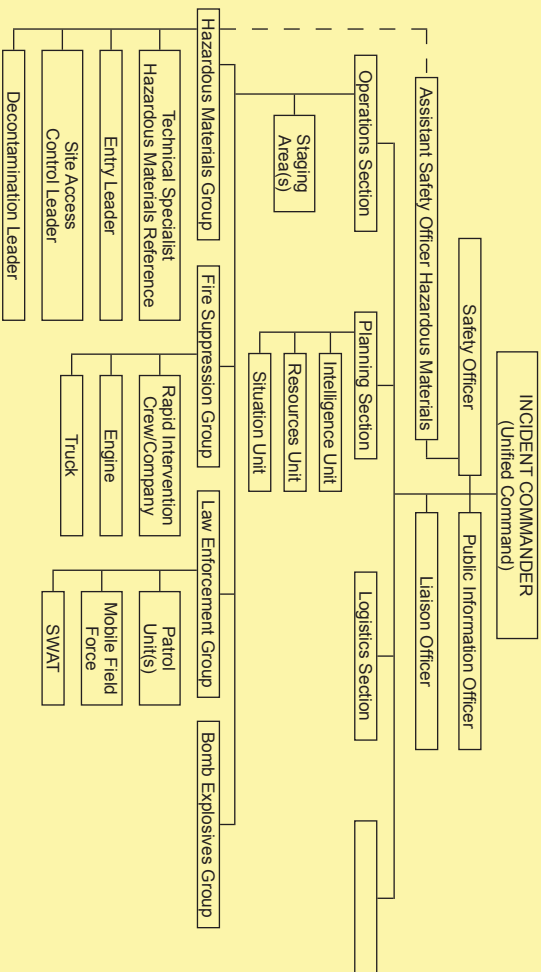 INCIDENT COMMANDER
(Unified Command)
Safety Officer
Public Information Officer
Assistant Safety Officer Hazardous Materials
Liaison Officer
Operations Section
Planning Section
Logistics Section
Staging
Area(s)
Intelligence Unit
Resources Unit
Situation Unit
Hazardous Materials Group
Fire Suppression Group
Law Enforcement Group
Bomb Explosives Group
Technical Specialist
Hazardous Materials Reference
Entry Leader
Site Access
Control Leader
Decontamination Leader
Rapid Intervention
Crew/Company
Engine
Truck
Patrol
Unit(s)
Mobile Field
Force
SWAT